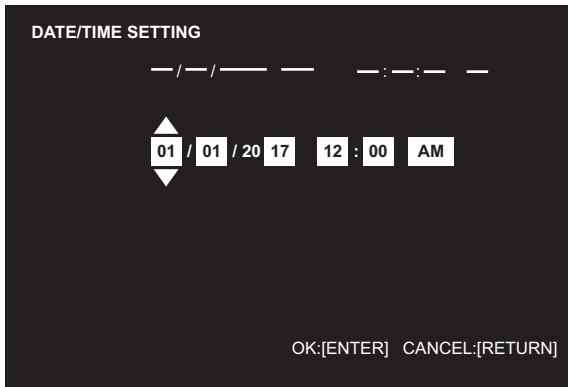 DATE/TIME SETTING
—/—/—— — —:—:— —
01 / 01 / 20 17 12 : 00 AM
OK:[ENTER] CANCEL:[RETURN]